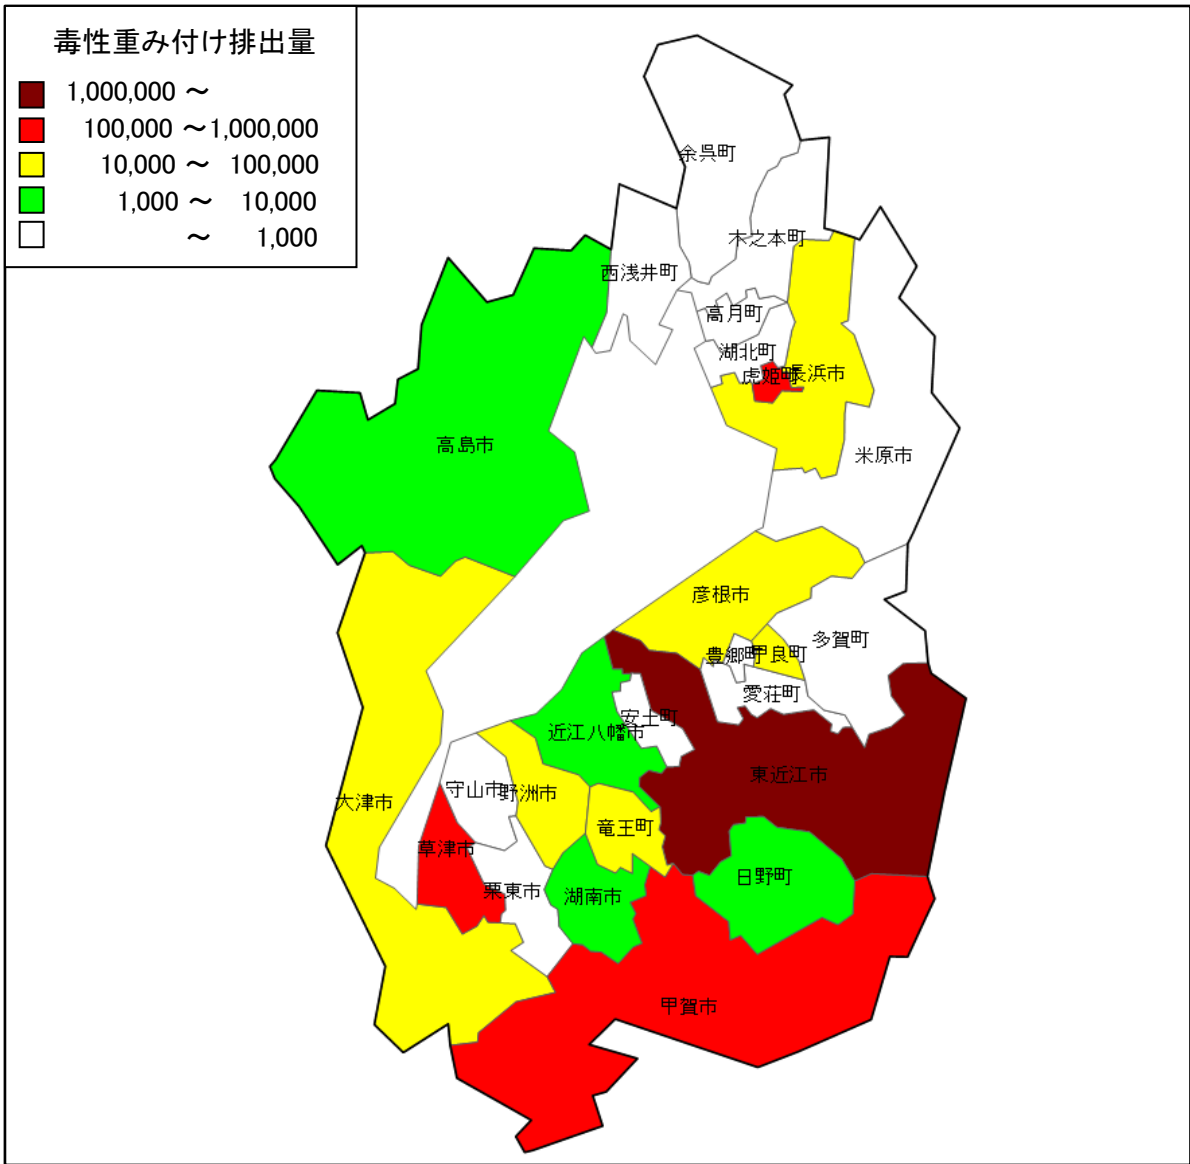 毒性重み付け排出量
1,000,000 ～
100,000 ～1,000,000
10,000 ～ 100,000
1,000 ～ 10,000
～ 1,000
余呉町
木之本町
西浅井町
高月町
湖北町
虎姫町
長浜市
高島市
米原市
彦根市
多賀町
豊郷町
甲良町
愛荘町
安土町
近江八幡市
東近江市
守山市
野洲市
大津市
竜王町
草津市
日野町
栗東市
湖南市
甲賀市